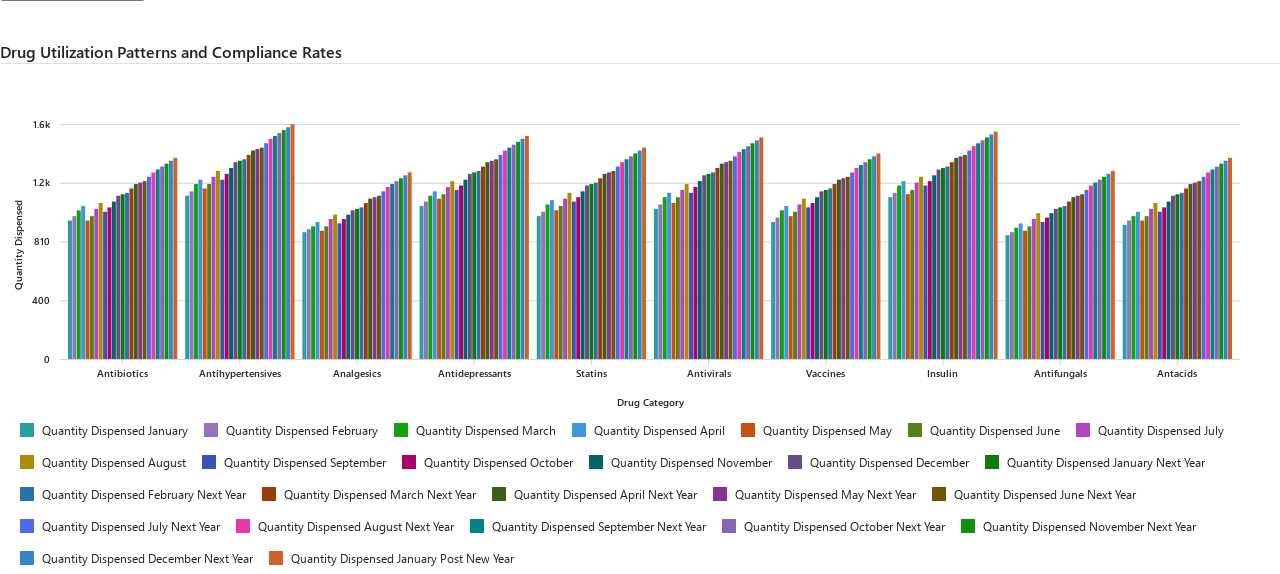 Drug Utilization Patterns and Compliance Rates
1.6k
1.2k
810
400
0
Quantity Dispensed
Antibiotics Antihypertensives Analgesics Antidepressants Statins Antivirals Vaccines Insulin Antifungals Antacids
Drug Category
Quantity Dispensed January Quantity Dispensed February Quantity Dispensed March Quantity Dispensed April Quantity Dispensed May Quantity Dispensed June Quantity Dispensed July
Quantity Dispensed August Quantity Dispensed September Quantity Dispensed October Quantity Dispensed November Quantity Dispensed December Quantity Dispensed January Next Year
Quantity Dispensed February Next Year Quantity Dispensed March Next Year Quantity Dispensed April Next Year Quantity Dispensed May Next Year Quantity Dispensed June Next Year
Quantity Dispensed July Next Year Quantity Dispensed August Next Year Quantity Dispensed September Next Year Quantity Dispensed October Next Year Quantity Dispensed November Next Year
Quantity Dispensed December Next Year Quantity Dispensed January Post New Year